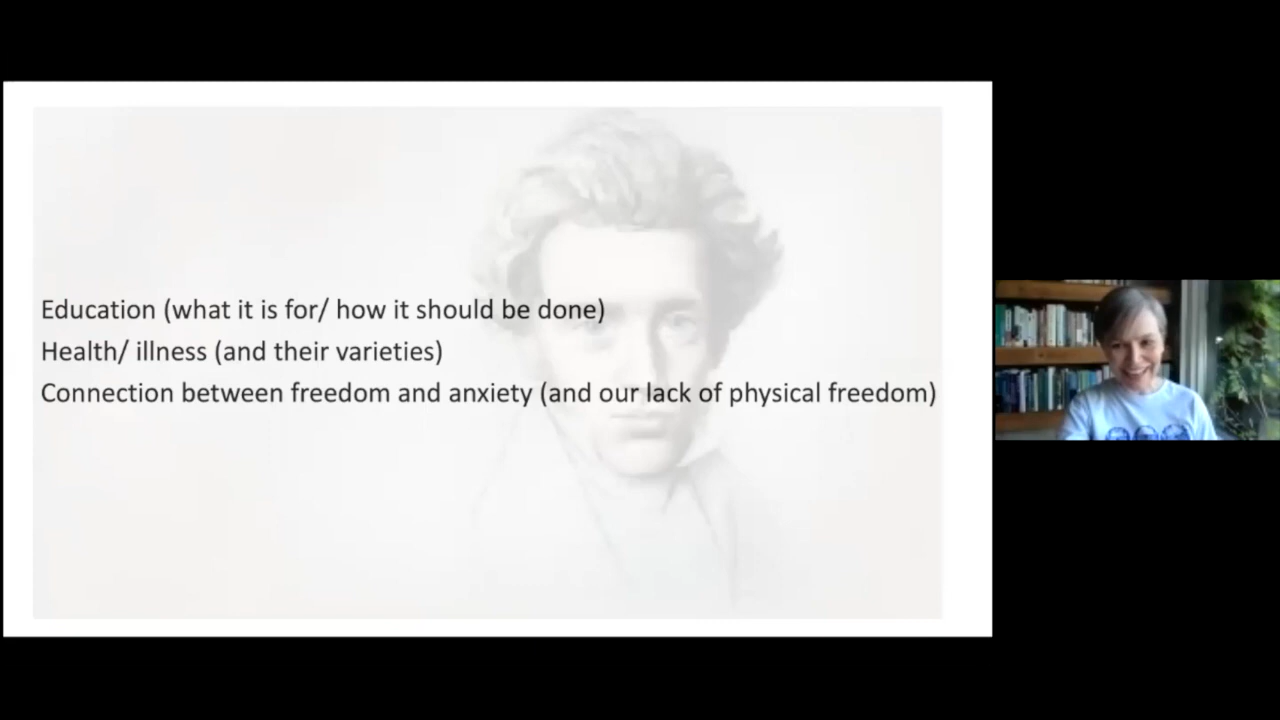 Education (what it is for/ how it should be done)
Health/ illness (and their varieties)
Connection between freedom and anxiety (and our lack of physical freedom)